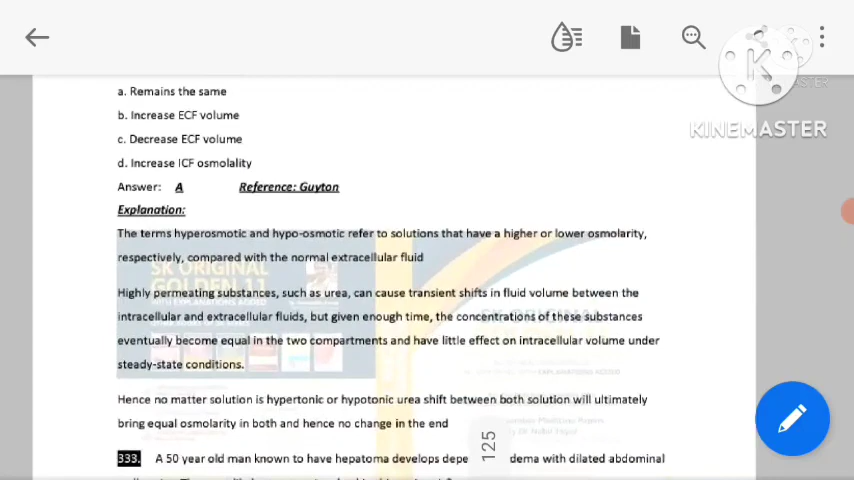 KINEMASTER
a. Remains the same
b. Increase ECF volume
c. Decrease ECF volume
d. Increase ICF osmolality
Answer: A Reference: Guyton
Explanation:
The terms hyperosmotic and hypo-osmotic refer to solutions that have a higher or lower osmolarity,
respectively, compared with the normal extracellular fluid
SK ORIGINAL
GOLDEN 11
Highly permeating substances, such as urea, can cause transient shifts in fluid volume between the
intracellular and extracellular fluids, but given enough time, the concentrations of these substances
eventually become equal in the two compartments and have little effect on intracellular volume under
steady-state conditions.
Hence no matter solution is hypertonic or hypotonic urea shift between both solution will ultimately
bring equal osmolarity in both and hence no change in the end
125
333. A 50 year old man known to have hepatoma develops depe dema with dilated abdominal